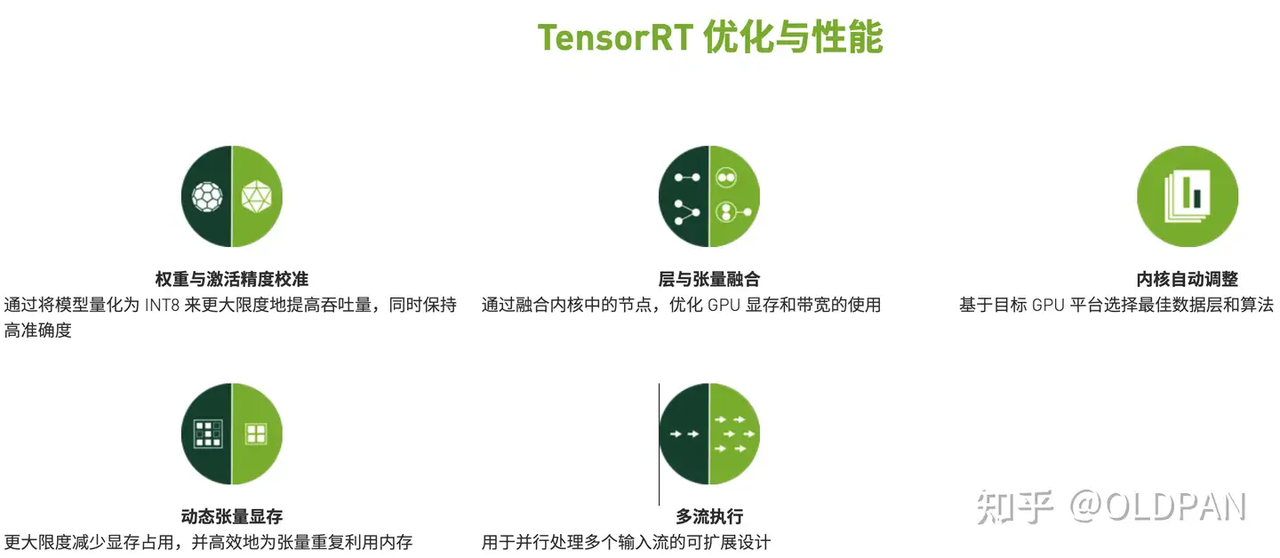 TensorRT 优化与性能
权重与激活精度校准
通过将模型量化为 INT8 来更大限度地提高吞吐量，同时保持
高准确度
层与张量融合
通过融合内核中的节点，优化 GPU 显存和带宽的使用
内核自动调整
基于目标 GPU 平台选择最佳数据层和算法
动态张量显存
更大限度减少显存占用，并高效地为张量重复利用内存
多流执行
用于并行处理多个输入流的可扩展设计
知乎 @OLDPAN